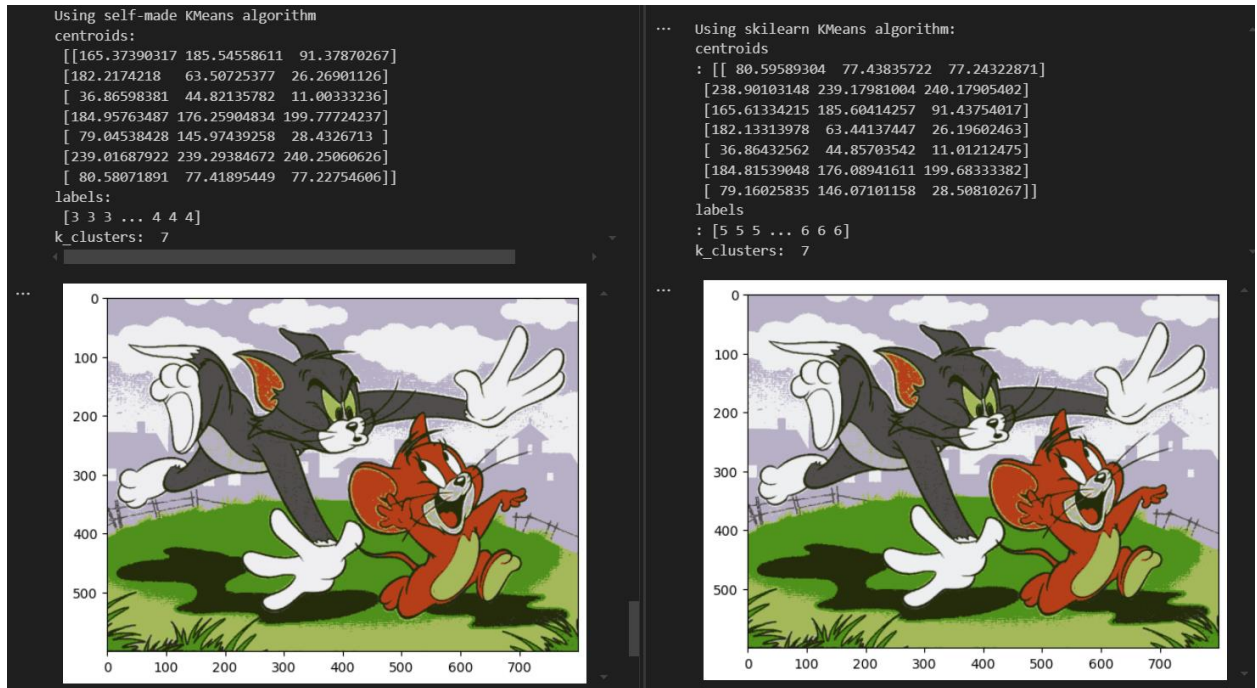 Using self-made KMeans algorithm
centroids:
[[165.37390317 185.54558611 91.37870267]
[182.2174218 63.50725377 26.26901126]
[ 36.86598381 44.82135782 11.00333236]
[184.95763487 176.25904834 199.77724237]
[ 79.04538428 145.97439258 28.4326713 ]
[239.01687922 239.29384672 240.25060626]
[ 80.58071891 77.41895449 77.22754606]]
labels:
[3 3 3 ... 4 4 4]
k_clusters: 7
...
0
100
200
300
400
500
0 100 200 300 400 500 600 700
...
Using skilearn KMeans algorithm:
centroids
: [[ 80.59589304 77.43835722 77.24322871]
[238.90103148 239.17981004 240.17905402]
[165.61334215 185.60414257 91.43754017]
[182.13313978 63.44137447 26.19602463]
[ 36.86432562 44.85703542 11.01212475]
[184.81539048 176.08941611 199.68333382]
[ 79.16025835 146.07101158 28.50810267]]
labels
: [5 5 5 ... 6 6 6]
k_clusters: 7
...
0
100
200
300
400
500
0 100 200 300 400 500 600 700